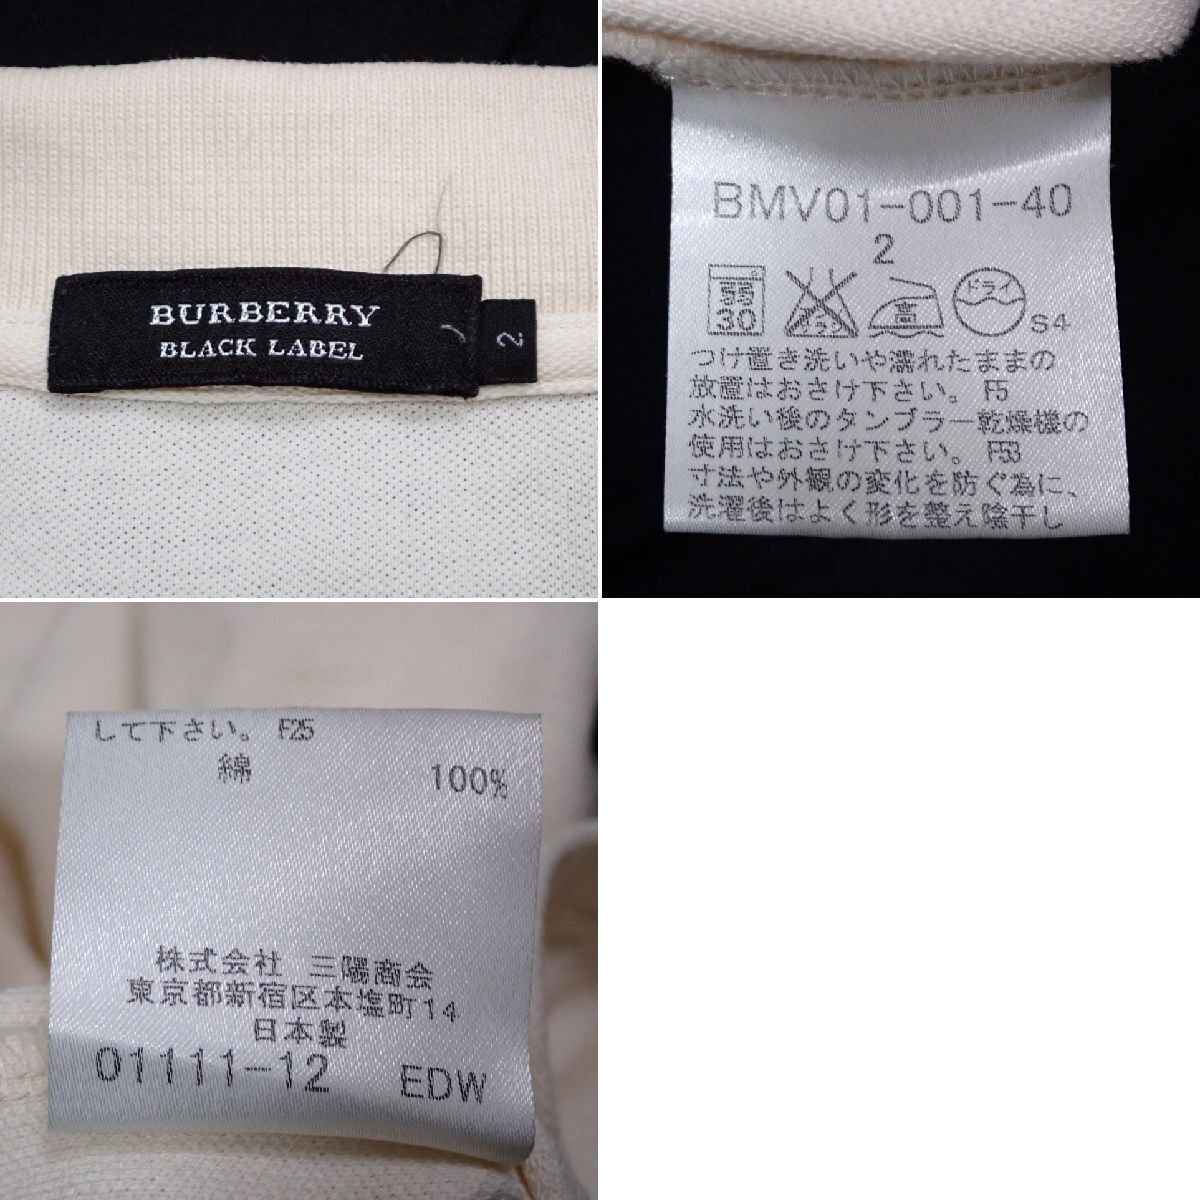 BURBERRY
BLACK LABEL
2
BMV01-001-40
2
30
高
ドライ
S4
つけ置き洗いや濡れたままの
放置はおさけ下さい。 F5
水洗い後のタンブラー乾燥機の
使用はおさけ下さい。 F53
寸法や外観の変化を防ぐ為に、
洗濯後はよく形を整え陰干し
して下さい。 F25
綿 100%
株式会社 三陽商会
東京都新宿区本塩町14
日本製
01111-12 EDW